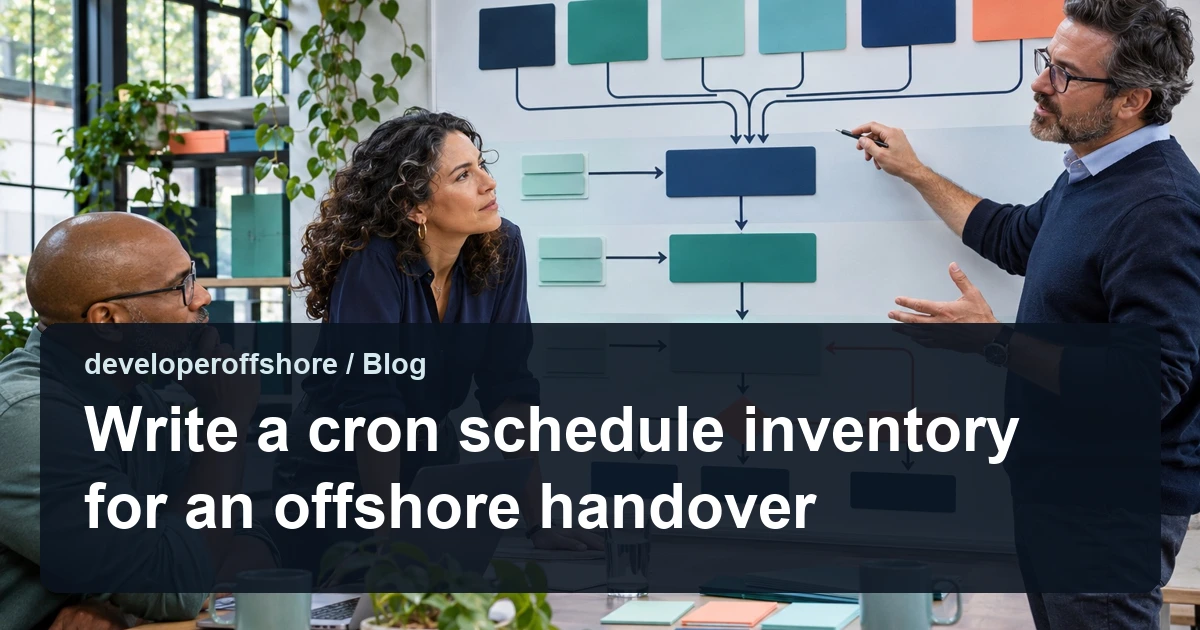 developeroffshore / Blog
Write a cron schedule inventory
for an offshore handover